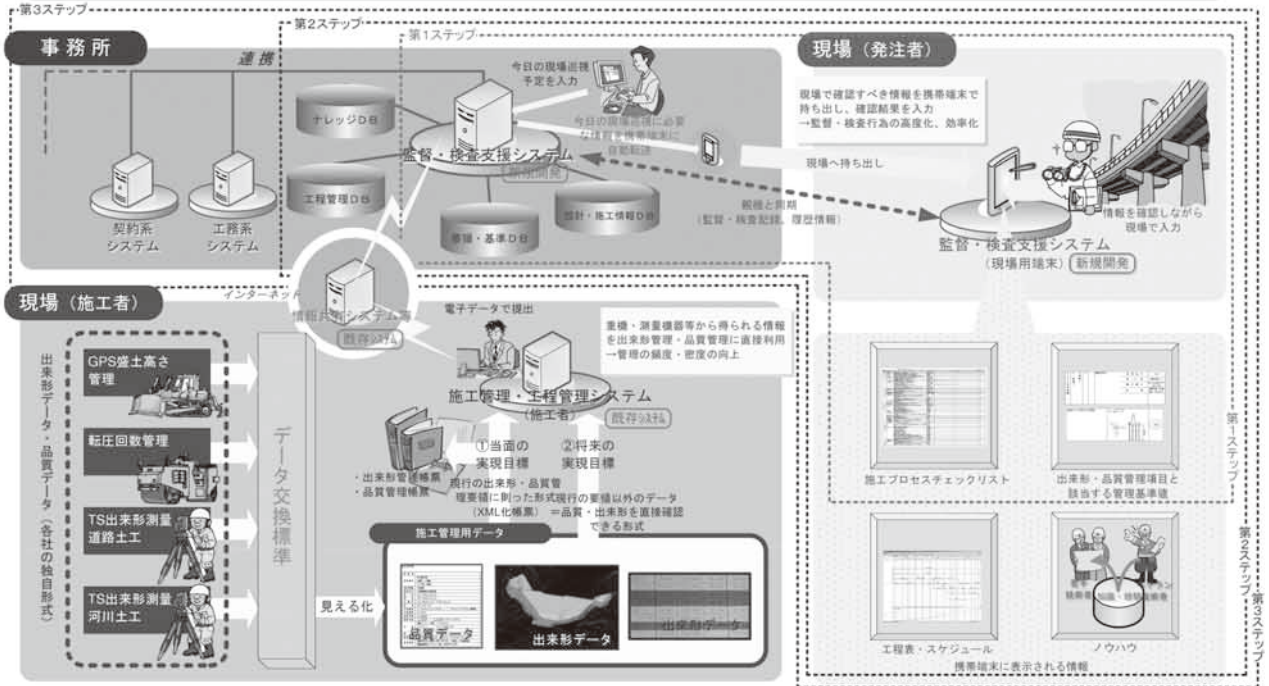 第3ステップ
第2ステップ
第1ステップ
事務所
連携
今日の現場巡視
予定を入力
今日の現場巡視に必要
な情報を携帯端末に
自動転送
ナレッジDB
監督・検査支援システム
新規開発
工程管理DB
設計・施工情報DB
要領・基準DB
契約系
システム
工務系
システム
現場へ持ち出し
親機と同期
(監督・検査記録、履歴情報)
現場(発注者)
現場で確認すべき情報を携帯端末で
持ち出し、確認結果を入力
→監督・検査行為の高度化、効率化
情報を確認しながら
現場で入力
監督・検査支援システム
(現場用端末)
新規開発
インターネット
情報共有システム等
既存システム
現場(施工者)
出来形データ・品質データ(各社の独自形式)
GPS盛土高さ
管理
転圧回数管理
TS出来形測量
道路土工
TS出来形測量
河川土工
データ交換標準
見える化
電子データで提出
重機・測量機器等から得られる情報
を出来形管理・品質管理に直接利用
→管理の頻度・密度の向上
施工管理・工程管理システム
(施工者)
既存システム
・出来形管理帳票
・品質管理帳票
①当面の
実現目標
②将来の
実現目標
現行の出来形・品質管
理要領に則った形式
(XML化帳票)
現行の要領以外のデータ
=品質・出来形を直接確認
できる形式
施工管理用データ
品質データ
出来形データ
出来形データ
施工プロセスチェックリスト
出来形・品質管理項目と
該当する管理基準値
工程表・スケジュール
ノウハウ
携帯端末に表示される情報
第1ステップ
第2ステップ
第3ステップ